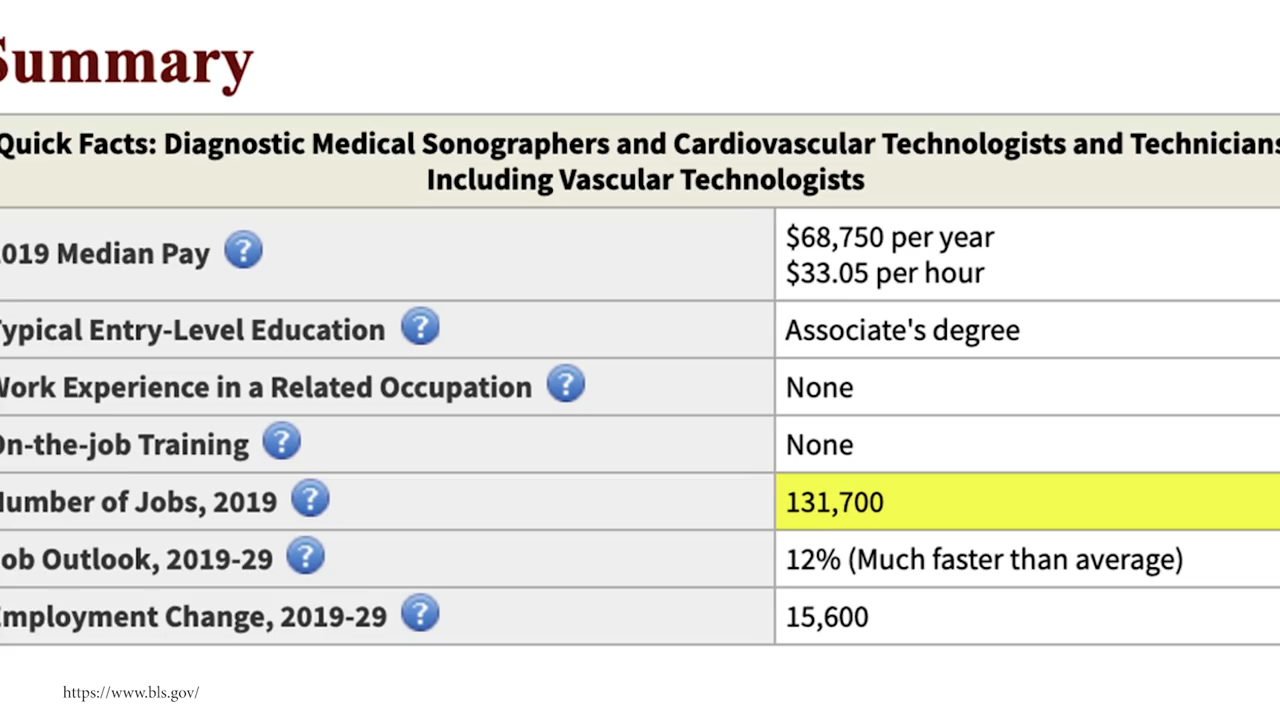 Summary
Quick Facts: Diagnostic Medical Sonographers and Cardiovascular Technologists and Technicians
Including Vascular Technologists
2019 Median Pay ?
$68,750 per year
$33.05 per hour
Typical Entry-Level Education ?
Associate's degree
Work Experience in a Related Occupation ?
None
On-the-job Training ?
None
Number of Jobs, 2019 ?
131,700
Job Outlook, 2019-29 ?
12% (Much faster than average)
Employment Change, 2019-29 ?
15,600
https://www.bls.gov/